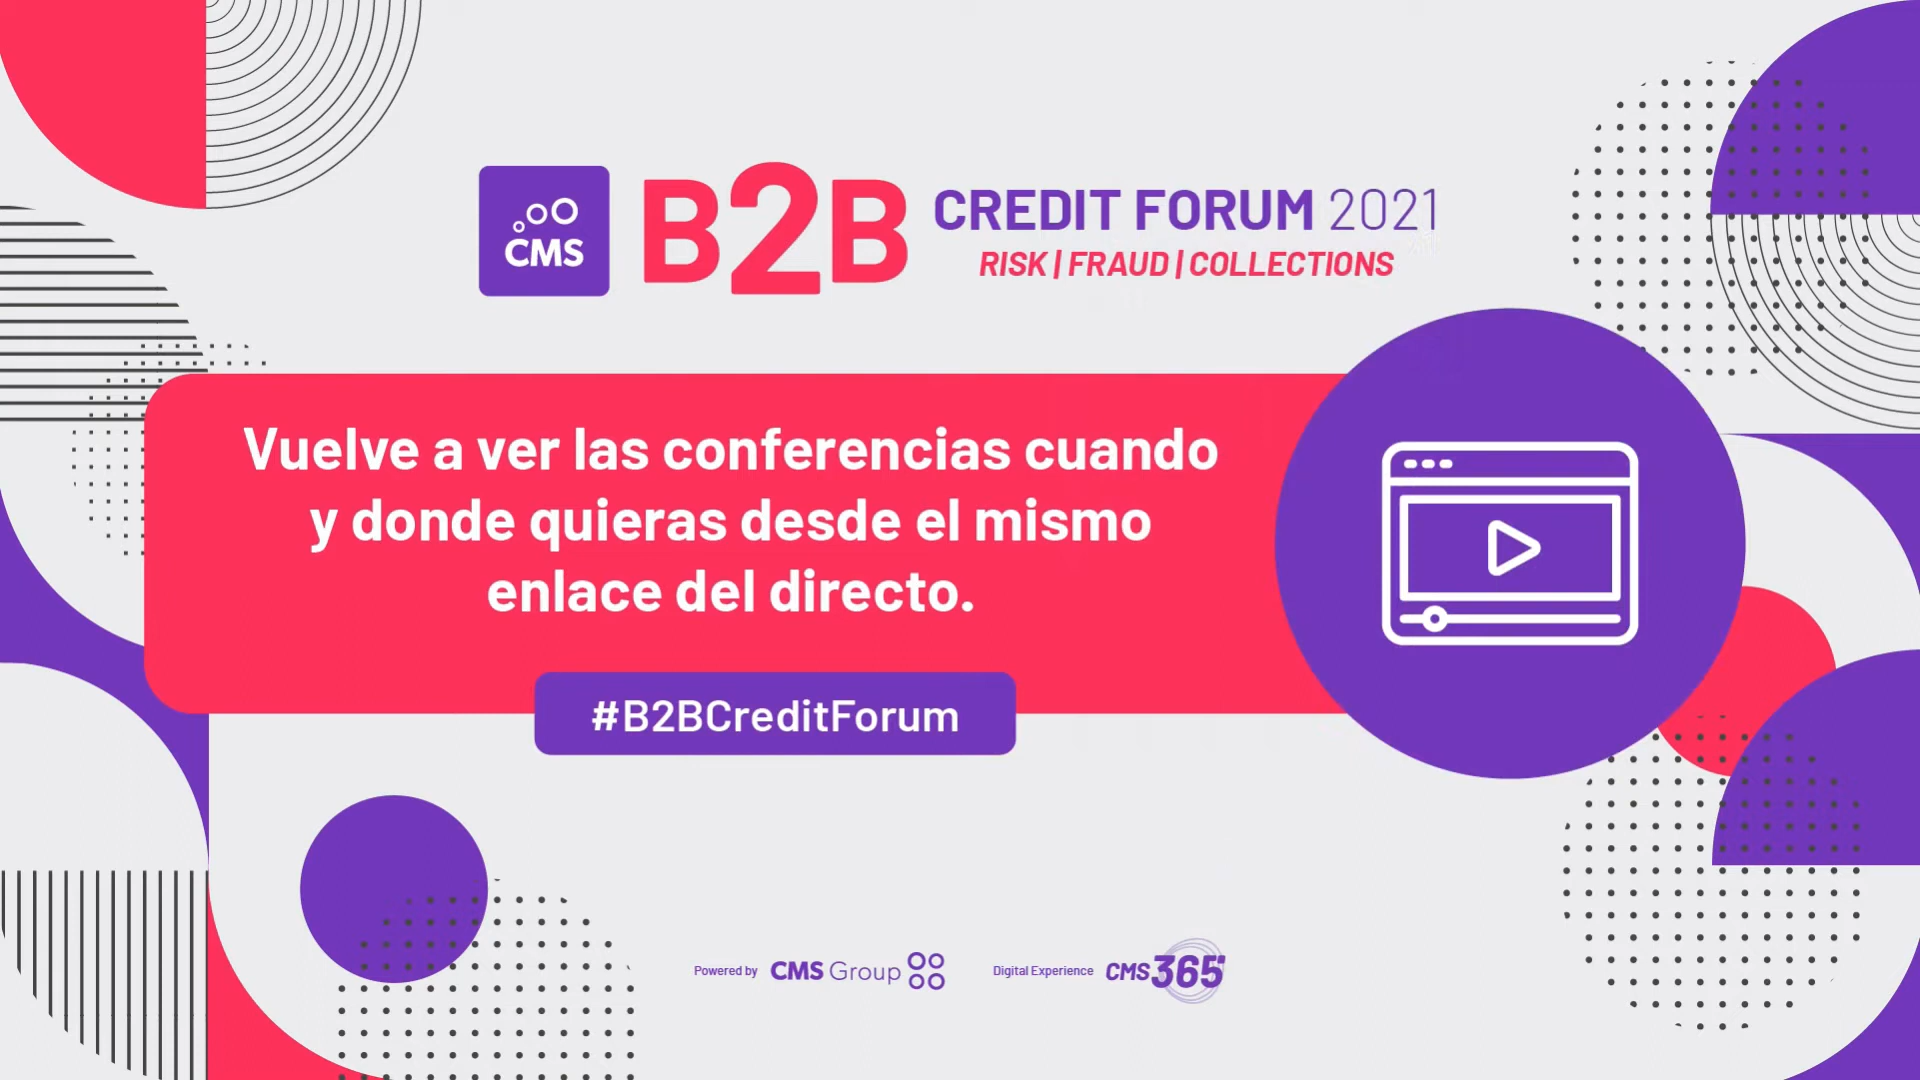 CMS
B2B
CREDIT FORUM 2021
RISK | FRAUD | COLLECTIONS
Vuelve a ver las conferencias cuando
y donde quieras desde el mismo
enlace del directo.
#B2BCreditForum
Powered by CMS Group
Digital Experience CMS365